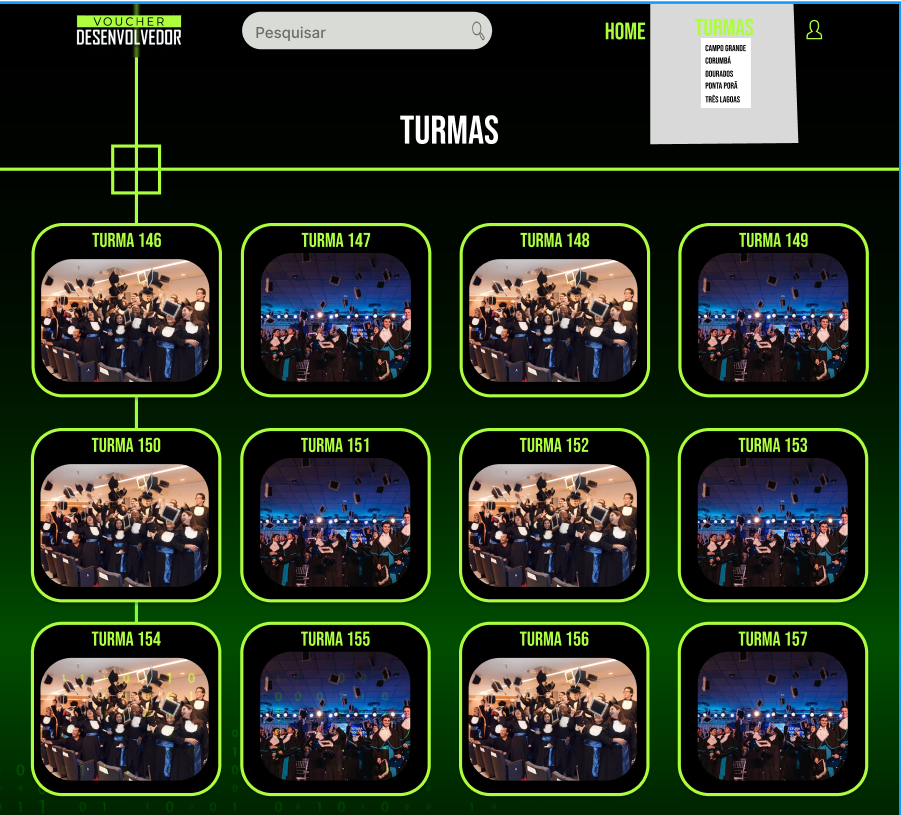 VOUCHER
DESENVOLVEDOR
Pesquisar
HOME
TURMAS
CAMPO GRANDE
CORUMBÁ
DOURADOS
PONTA PORÃ
TRÊS LAGOAS
TURMAS
TURMA 146
TURMA 147
TURMA 148
TURMA 149
TURMA 150
TURMA 151
TURMA 152
TURMA 153
TURMA 154
TURMA 155
TURMA 156
TURMA 157